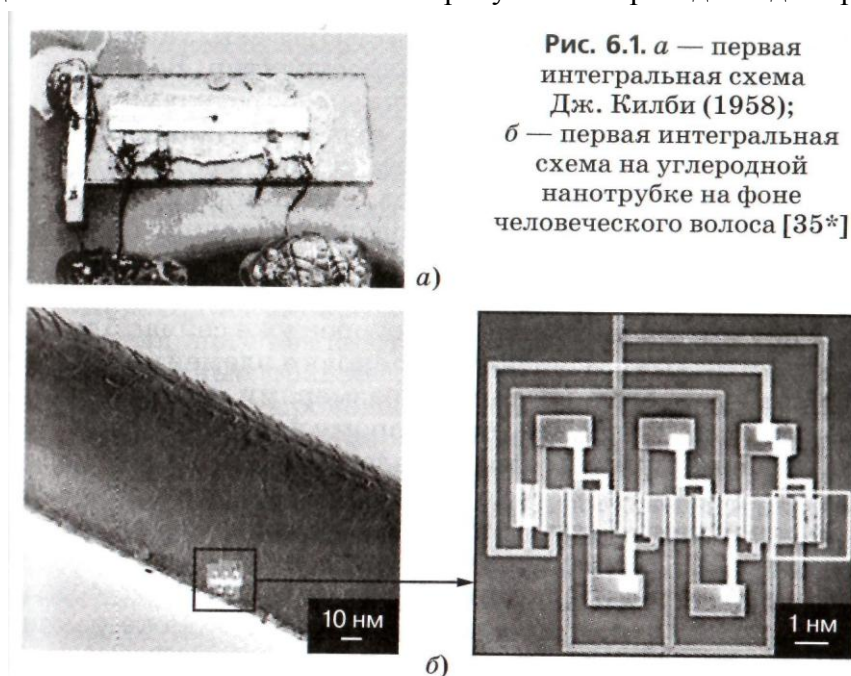 Рис. 6.1. а — первая
интегральная схема
Дж. Килби (1958);
б — первая интегральная
схема на углеродной
нанотрубке на фоне
человеческого волоса [35*]
а)
10 нм
1 нм
б)